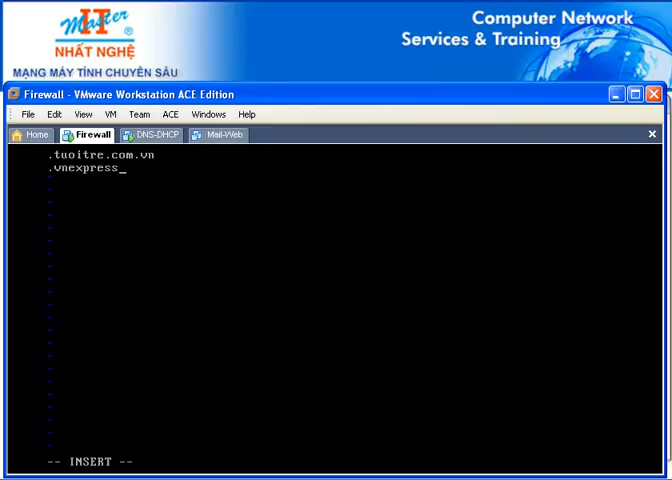 IT
Master
®
NHẤT NGHỆ
MẠNG MÁY TÍNH CHUYÊN SÂU
Computer Network
Services & Training
Firewall - VMware Workstation ACE Edition
File Edit View VM Team ACE Windows Help
Home Firewall DNS-DHCP Mail-Web
.tuoitre.com.vn
.vnexpress_
-- INSERT --